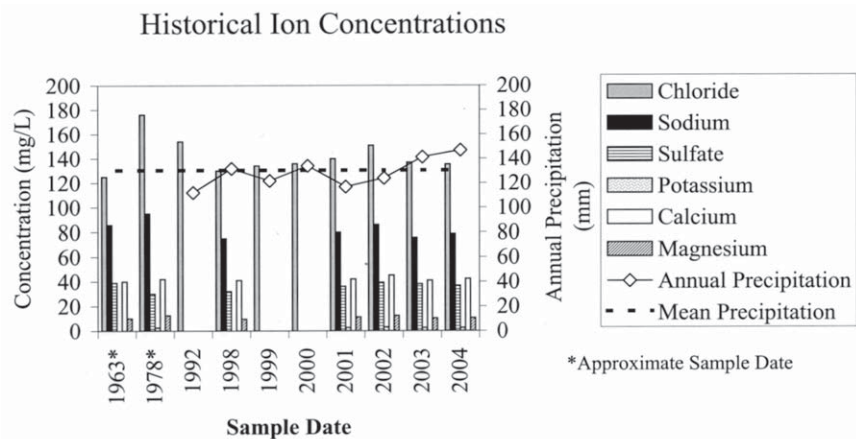 Historical Ion Concentrations
200
180
160
140
120
100
80
60
40
20
0
Concentration (mg/L)
200
180
160
140
120
100
80
60
40
20
0
Annual Precipitation
(mm)
1963*
1978*
1992
1998
1999
2000
2001
2002
2003
2004
Sample Date
Chloride
Sodium
Sulfate
Potassium
Calcium
Magnesium
Annual Precipitation
Mean Precipitation
*Approximate Sample Date